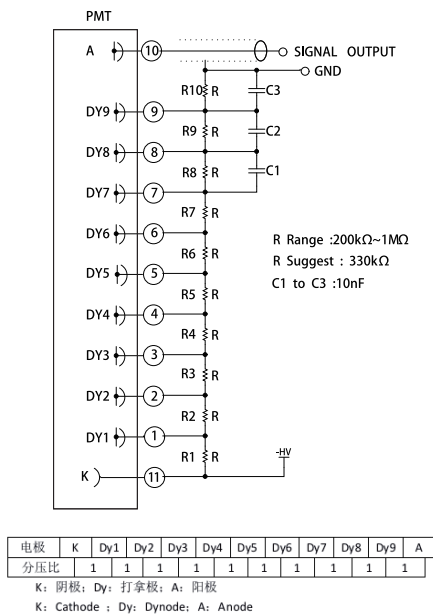 PMT
A 10 SIGNAL OUTPUT
GND
R10 R C3
DY9 9
R9 R C2
DY8 8
R8 R C1
DY7 7
R7 R
DY6 6
R6 R
DY5 5
R5 R
DY4 4
R4 R
DY3 3
R3 R
DY2 2
R2 R
DY1 1
R1 R
K 11
-HV
R Range :200kΩ~1MΩ
R Suggest : 330kΩ
C1 to C3 :10nF
电极 K Dy1 Dy2 Dy3 Dy4 Dy5 Dy6 Dy7 Dy8 Dy9 A
分压比 1 1 1 1 1 1 1 1 1 1
K: 阴极; Dy: 打拿极; A: 阳极
K: Cathode ; Dy: Dynode; A: Anode